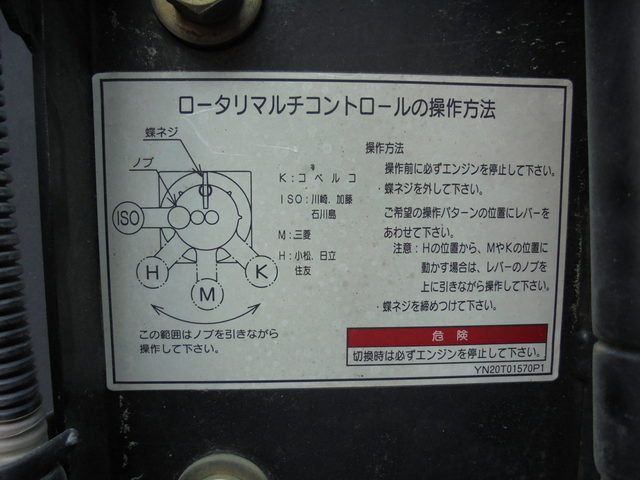 ロータリマルチコントロールの操作方法
蝶ネジ
ノブ
ISO
H
M
K
この範囲はノブを引きながら
操作して下さい。
K:コベルコ
ISO:川崎、加藤
石川島
M:三菱
H:小松、日立
住友
操作方法
操作前に必ずエンジンを停止して下さい。
・蝶ネジを外して下さい。
ご希望の操作パターンの位置にレバーを
あわせて下さい。
注意:Hの位置から、MやKの位置に
動かす場合は、レバーのノブを
上に引きながら操作して下さい。
・蝶ネジを締めつけて下さい。
危険
切換時は必ずエンジンを停止して下さい。
YN20T01570P1